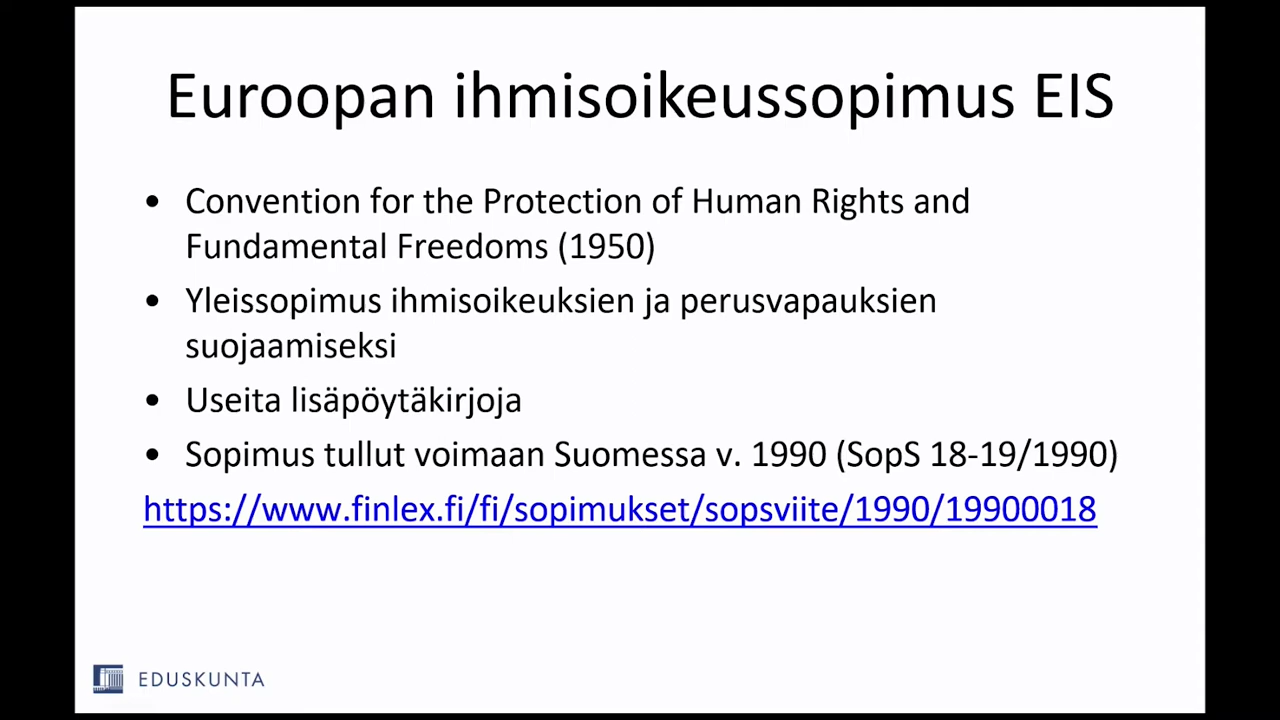 Euroopan ihmisoikeussopimus EIS
• Convention for the Protection of Human Rights and
Fundamental Freedoms (1950)
• Yleissopimus ihmisoikeuksien ja perusvapauksien
suojaamiseksi
• Useita lisäpöytäkirjoja
• Sopimus tullut voimaan Suomessa v. 1990 (SopS 18-19/1990)
https://www.finlex.fi/fi/sopimukset/sopsviite/1990/19900018
EDUSKUNTA